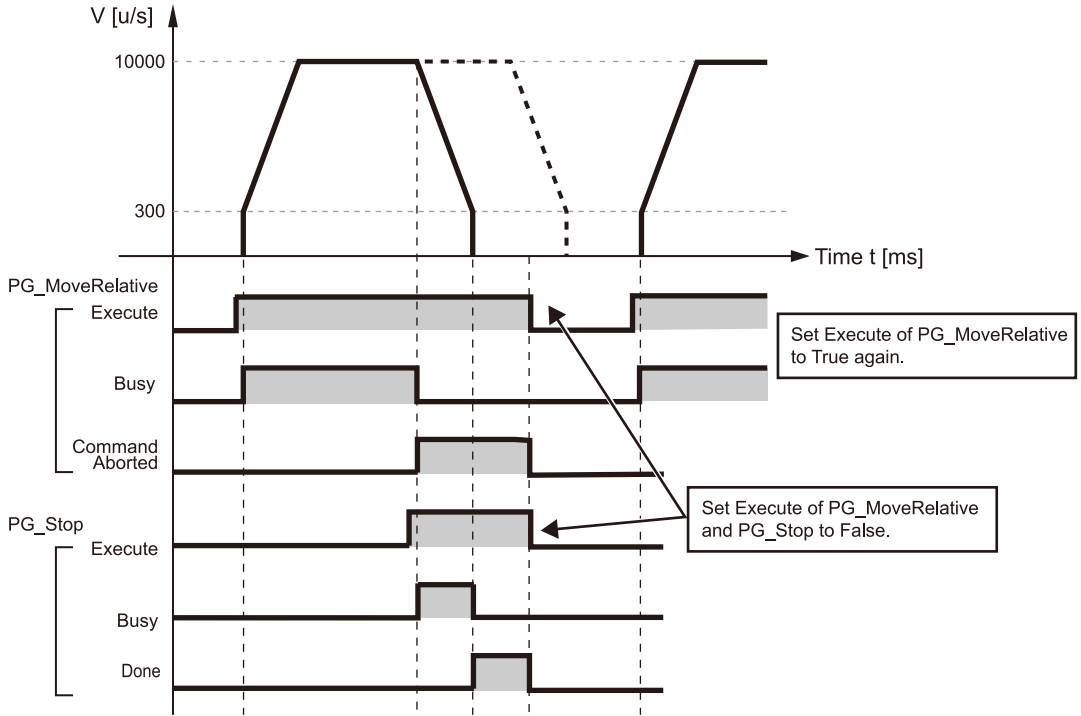 V [u/s]
10000
300
Time t [ms]
PG_MoveRelative
Execute
Set Execute of PG_MoveRelative
to True again.
Busy
Command
Aborted
Set Execute of PG_MoveRelative
and PG_Stop to False.
PG_Stop
Execute
Busy
Done